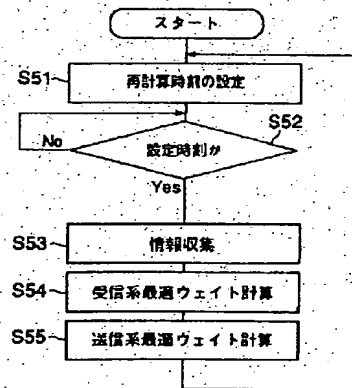 スタート
S51
再計算時刻の設定
S52
No
設定時刻か
Yes
S53
情報収集
S54
受信系最適ウェイト計算
S55
送信系最適ウェイト計算